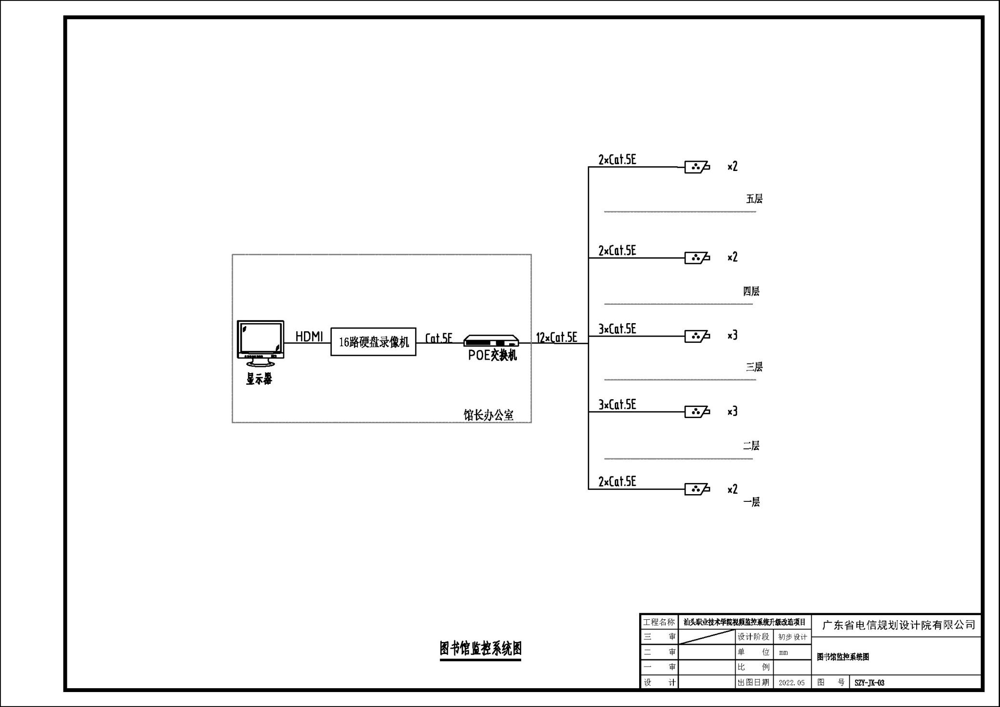 2×Cat.5E
×2
五层
2×Cat.5E
×2
四层
3×Cat.5E
×3
三层
HDMI
16路硬盘录像机
Cat.5E
12×Cat.5E
POE交换机
显示器
3×Cat.5E
×3
馆长办公室
二层
2×Cat.5E
×2
一层
图书馆监控系统图
工程名称 汕头职业技术学院视频监控系统升级改造项目
广东省电信规划设计院有限公司
三 审 设计阶段 初步设计
二 审 单 位 mm
图书馆监控系统图
一 审 比 例
设 计 出图日期 2022.05 图 号 SZY-JK-03